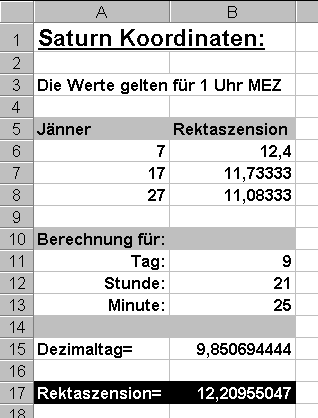 A B
1 Saturn Koordinaten:
2
3 Die Werte gelten für 1 Uhr MEZ
4
5 Jänner Rektaszension
6 7 12,4
7 17 11,73333
8 27 11,08333
9
10 Berechnung für:
11 Tag: 9
12 Stunde: 21
13 Minute: 25
14
15 Dezimaltag= 9,850694444
16
17 Rektaszension= 12,20955047